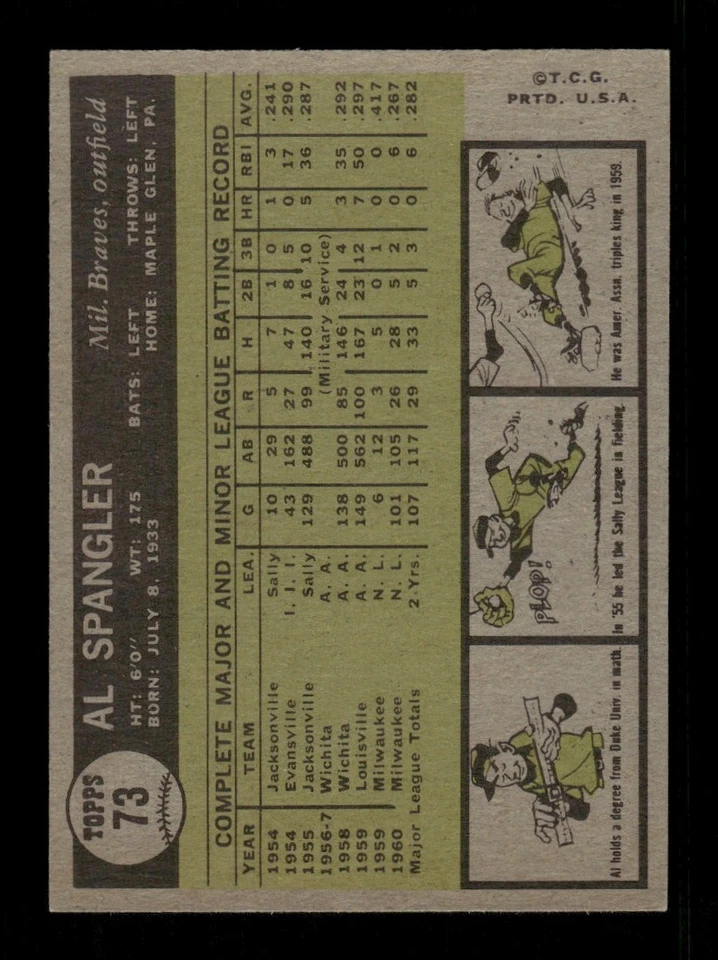 TOPPS
73
AL SPANGLER
Mil. Braves, outfield
HT: 6'0" WT: 175 BATS: LEFT THROWS: LEFT
BORN: JULY 8, 1933 HOME: MAPLE GLEN, PA.
COMPLETE MAJOR AND MINOR LEAGUE BATTING RECORD
YEAR TEAM LEA. G AB R H 2B 3B HR RBI AVG.
1954 Jacksonville Sally 10 29 5 7 1 0 1 3 .241
1954 Evansville I. I. I. 43 162 27 47 8 5 0 17 .290
1955 Jacksonville Sally 129 488 99 140 16 10 5 36 .287
1956-7 Wichita A. A. (Military Service)
1958 Wichita A. A. 138 500 85 146 24 4 3 35 .292
1959 Louisville A. A. 149 562 100 167 23 12 7 50 .297
1959 Milwaukee N. L. 6 12 3 5 0 1 0 0 .417
1960 Milwaukee N. L. 101 105 26 28 5 2 0 6 .267
Major League Totals 2 Yrs. 107 117 29 33 5 3 0 6 .282
Al holds a degree from Duke Univ. in math.
PLOP!
In '55 he led the Sally League in fielding.
He was Amer. Assn. triples king in 1959.
©T.C.G.
PRTD. U.S.A.